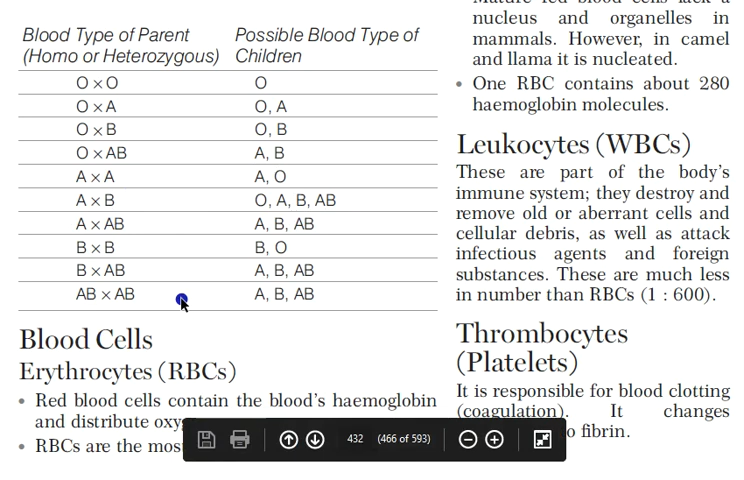 Blood Type of Parent Possible Blood Type of
(Homo or Heterozygous) Children
O × O O
O × A O, A
O × B O, B
O × AB A, B
A × A A, O
A × B O, A, B, AB
A × AB A, B, AB
B × B B, O
B × AB A, B, AB
AB × AB A, B, AB
Blood Cells
Erythrocytes (RBCs)
• Red blood cells contain the blood's haemoglobin
and distribute
• RBCs are the
nucleus and organelles in
mammals. However, in camel
and llama it is nucleated.
• One RBC contains about 280
haemoglobin molecules.
Leukocytes (WBCs)
These are part of the body's
immune system; they destroy and
remove old or aberrant cells and
cellular debris, as well as attack
infectious agents and foreign
substances. These are much less
in number than RBCs (1 : 600).
Thrombocytes
(Platelets)
It is responsible for blood clotting
(coagulation). It changes
fibrin.
432 (466 of 593)